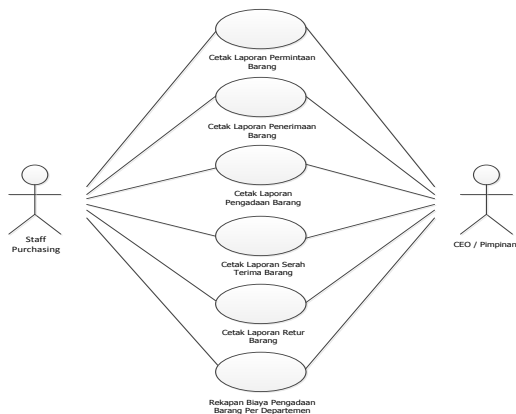 Cetak Laporan Permintaan
Barang
Cetak Laporan Penerimaan
Barang
Cetak Laporan
Pengadaan Barang
Staff
Purchasing
CEO / Pimpinan
Cetak Laporan Serah
Terima Barang
Cetak Laporan Retur
Barang
Rekapan Biaya Pengadaan
Barang Per Departemen